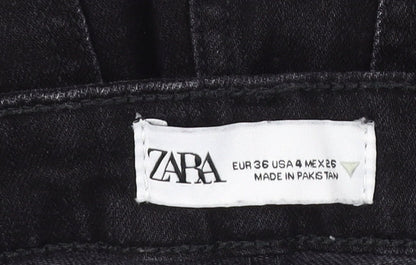 ZARA
EUR 36 USA 4 MEX 26
MADE IN PAKISTAN